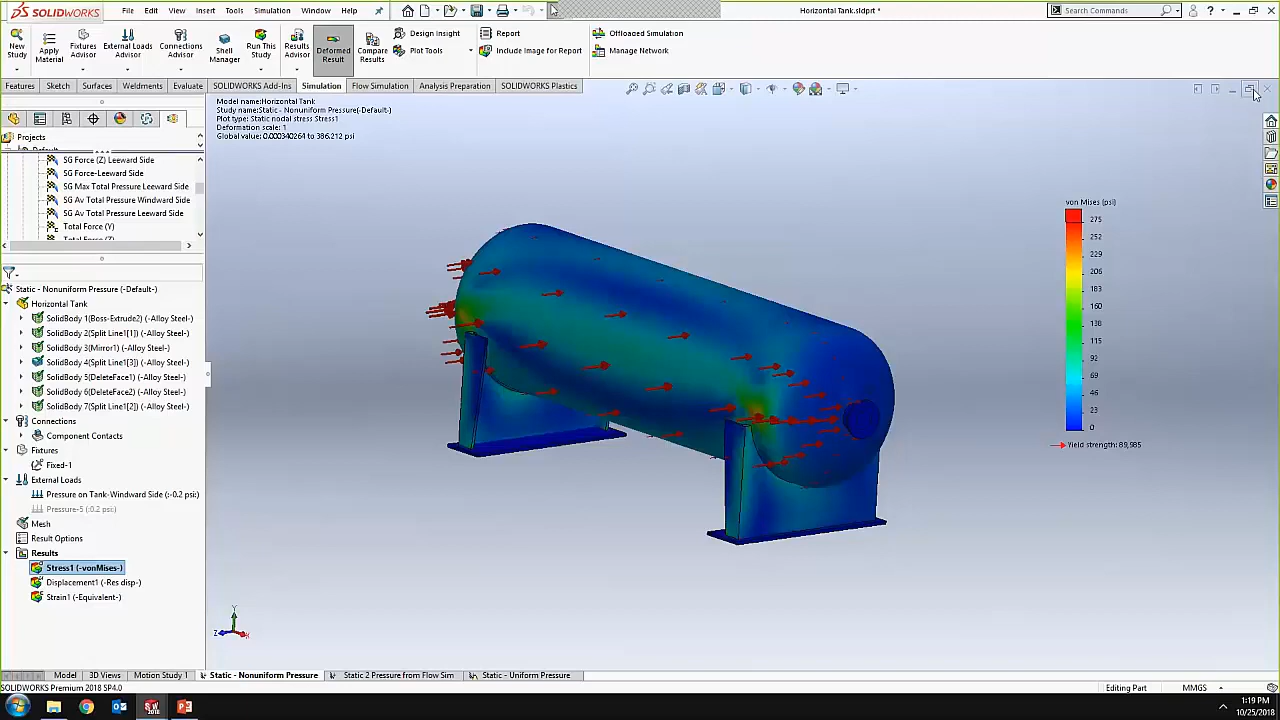 SOLIDWORKS
File Edit View Insert Tools Simulation Window Help
Horizontal Tank.sldprt *
Search Commands
New Study
Apply Material
Fixtures Advisor
External Loads Advisor
Connections Advisor
Shell Manager
Run This Study
Results Advisor
Deformed Result
Compare Results
Design Insight
Plot Tools
Report
Include Image for Report
Offloaded Simulation
Manage Network
Features Sketch Surfaces Weldments Evaluate SOLIDWORKS Add-Ins Simulation Flow Simulation Analysis Preparation SOLIDWORKS Plastics
Model name:Horizontal Tank
Study name:Static - Nonuniform Pressure(-Default-)
Plot type: Static nodal stress Stress1
Deformation scale: 1
Global value: 0.000340264 to 386.212 psi
Projects
Default
SG Force (Z) Leeward Side
SG Force-Leeward Side
SG Max Total Pressure Leeward Side
SG Av Total Pressure Windward Side
SG Av Total Pressure Leeward Side
Total Force (Y)
Total Force (Z)
Static - Nonuniform Pressure (-Default-)
Horizontal Tank
SolidBody 1(Boss-Extrude2) (-Alloy Steel-)
SolidBody 2(Split Line1[1]) (-Alloy Steel-)
SolidBody 3(Mirror1) (-Alloy Steel-)
SolidBody 4(Split Line1[3]) (-Alloy Steel-)
SolidBody 5(DeleteFace1) (-Alloy Steel-)
SolidBody 6(DeleteFace2) (-Alloy Steel-)
SolidBody 7(Split Line1[2]) (-Alloy Steel-)
Connections
Component Contacts
Fixtures
Fixed-1
External Loads
Pressure on Tank-Windward Side (:-0.2 psi:)
Pressure-5 (:0.2 psi:)
Mesh
Result Options
Results
Stress1 (-vonMises-)
Displacement1 (-Res disp-)
Strain1 (-Equivalent-)
von Mises (psi)
275
252
229
206
183
160
138
115
92
69
46
23
0
Yield strength: 89,985
Y
Z
X
Model 3D Views Motion Study 1 Static - Nonuniform Pressure Static 2 Pressure from Flow Sim Static - Uniform Pressure
SOLIDWORKS Premium 2018 SP4.0
Editing Part
MMGS
1:19 PM
10/25/2018